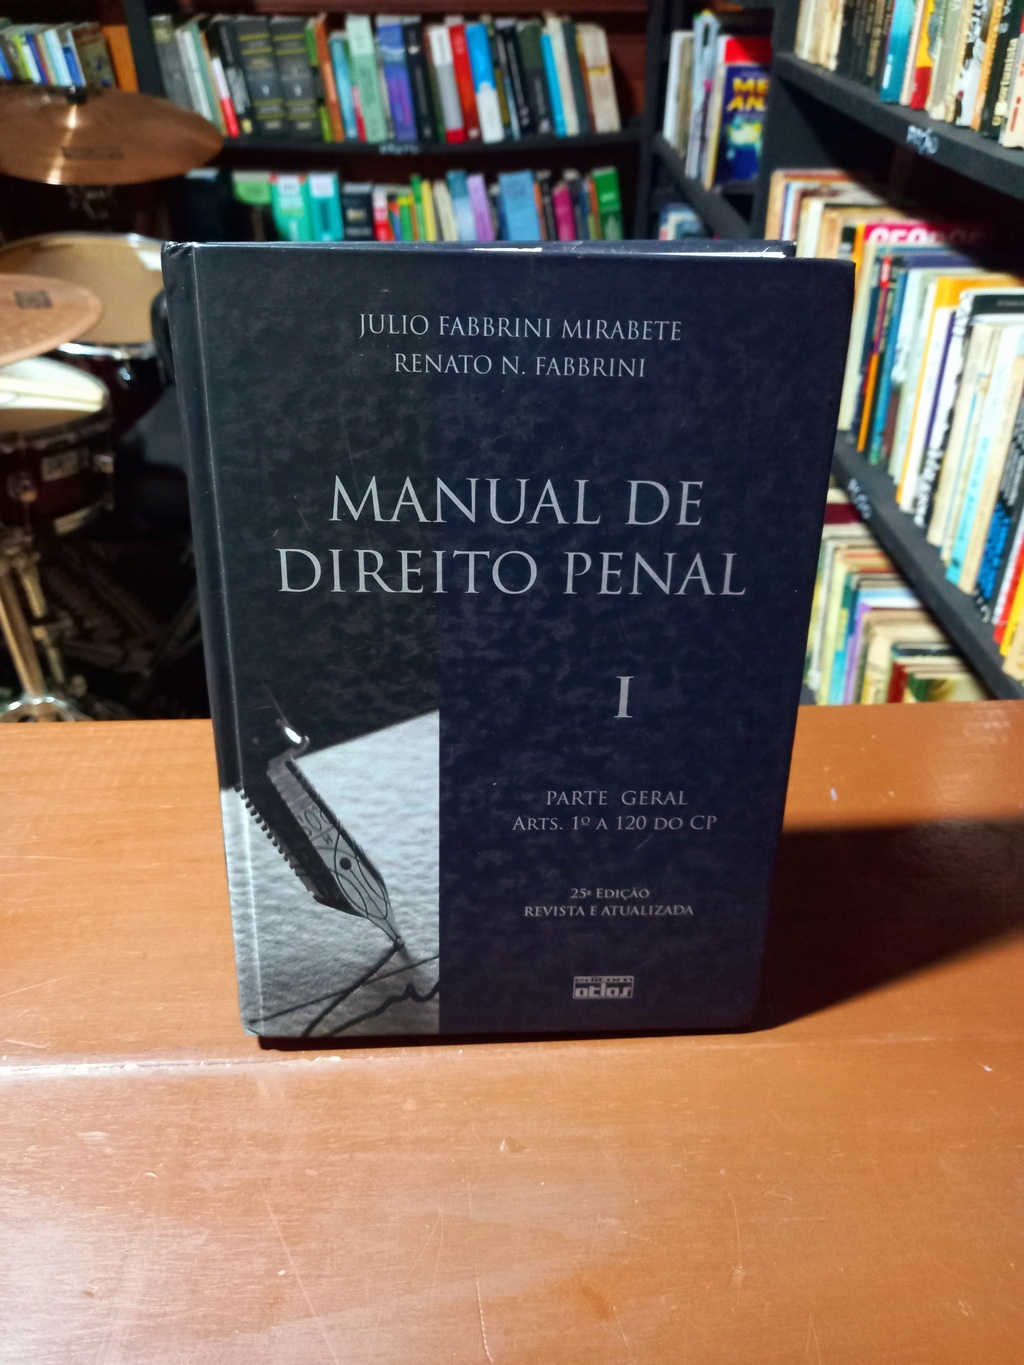 JULIO FABBRINI MIRABETE
RENATO N. FABBRINI
MANUAL DE
DIREITO PENAL
I
PARTE GERAL
ARTS. 1º A 120 DO CP
25ª EDIÇÃO
REVISTA E ATUALIZADA
editora
atlas